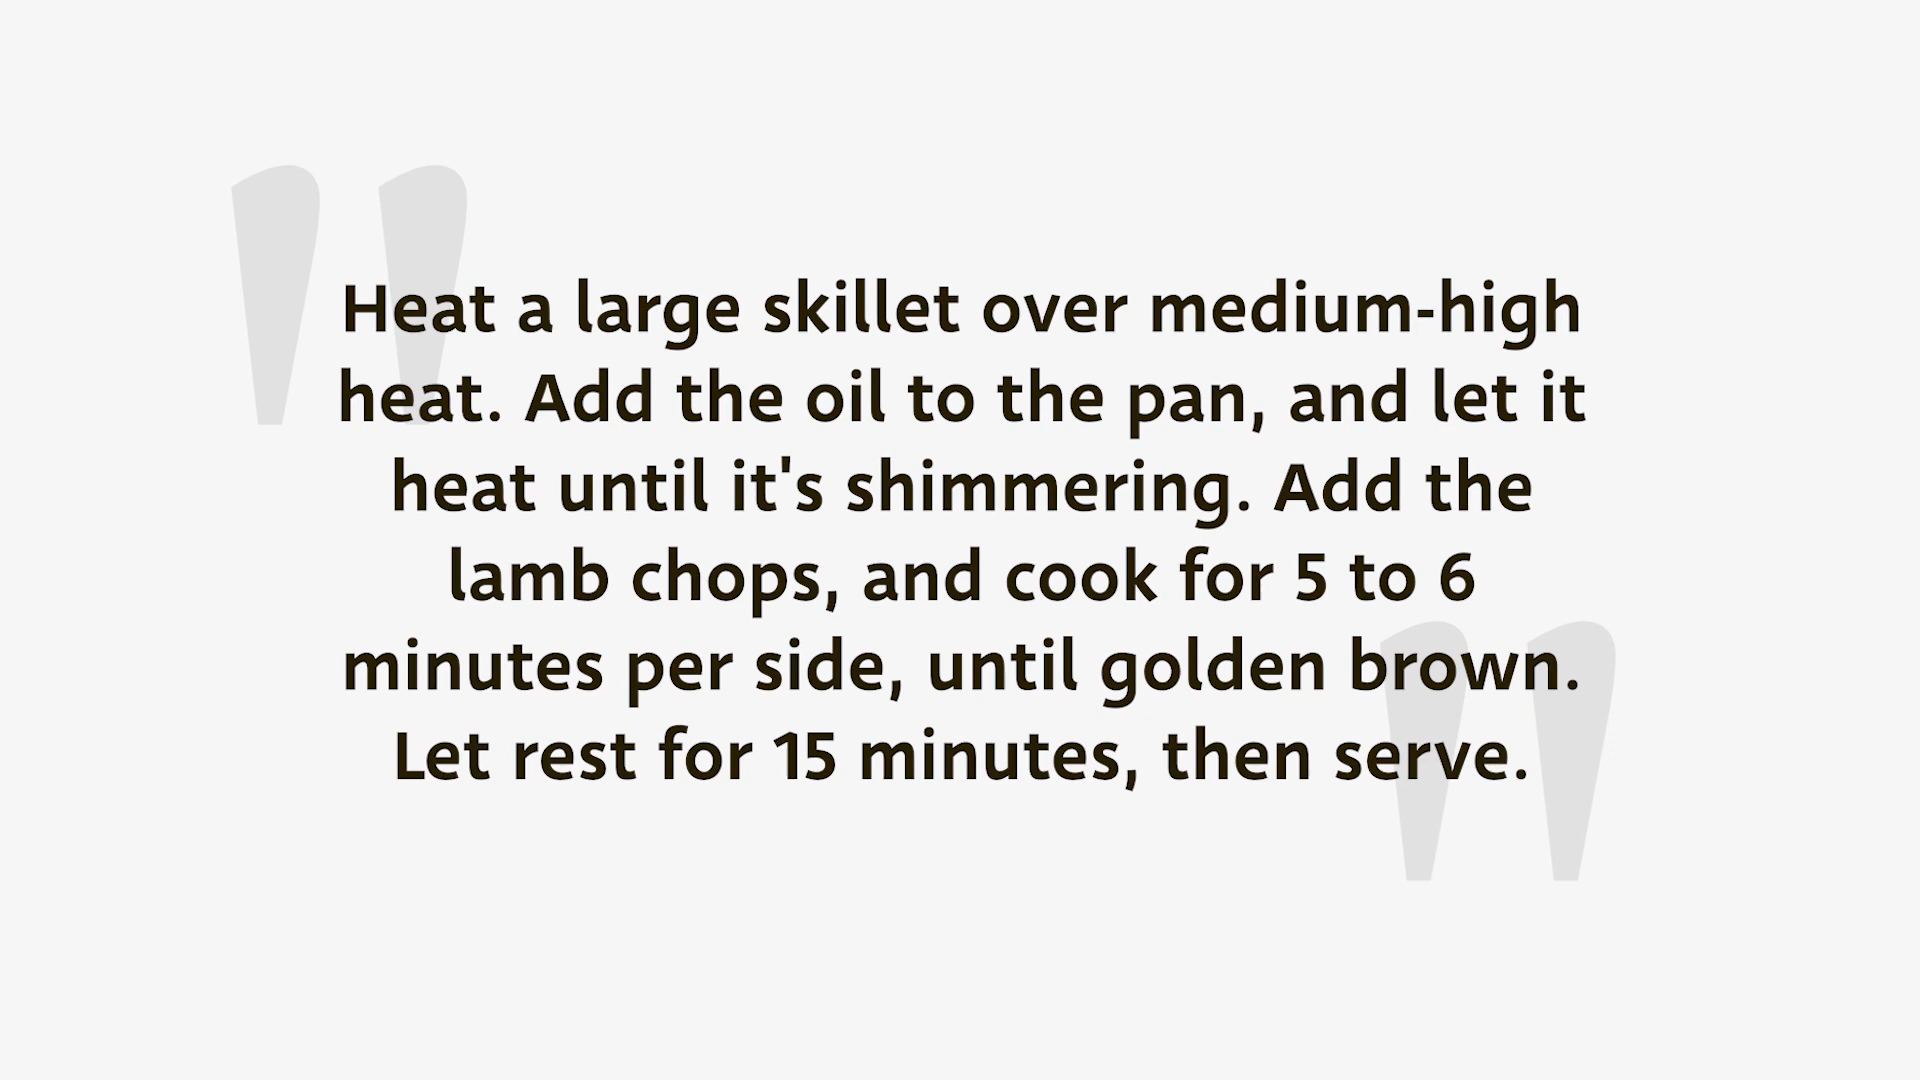 Heat a large skillet over medium-high
heat. Add the oil to the pan, and let it
heat until it's shimmering. Add the
lamb chops, and cook for 5 to 6
minutes per side, until golden brown.
Let rest for 15 minutes, then serve.